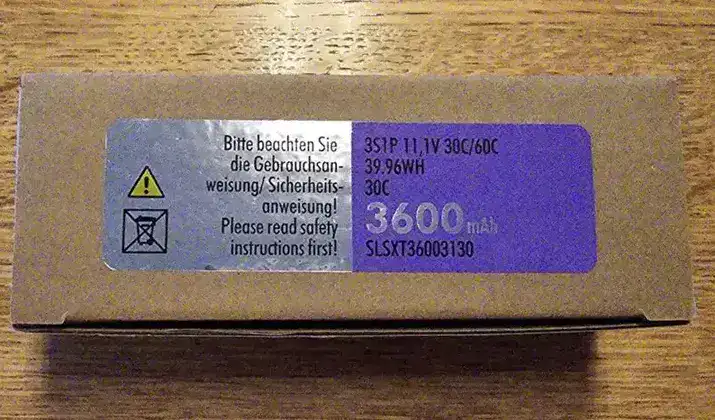 Bitte beachten Sie
die Gebrauchsan-
weisung/Sicherheits-
anweisung!
Please read safety
instructions first!
3S1P 11,1V 30C/60C
39.96WH
30C
3600mAh
SLSXT36003130